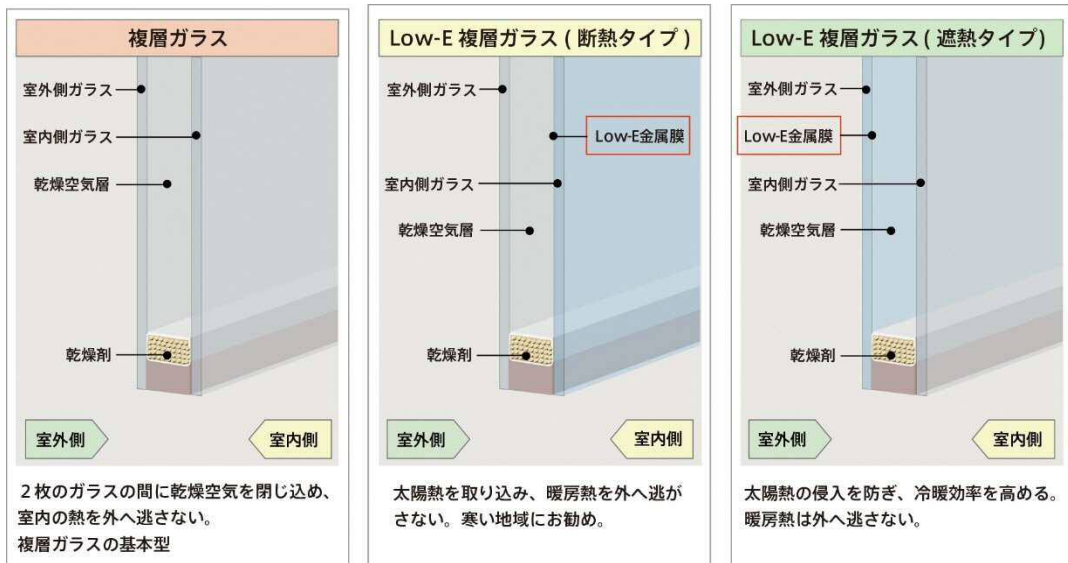 複層ガラス
室外側ガラス
室内側ガラス
乾燥空気層
乾燥剤
室外側
室内側
2枚のガラスの間に乾燥空気を閉じ込め、
室内の熱を外へ逃さない。
複層ガラスの基本型
Low-E 複層ガラス ( 断熱タイプ )
室外側ガラス
Low-E金属膜
室内側ガラス
乾燥空気層
乾燥剤
室外側
室内側
太陽熱を取り込み、暖房熱を外へ逃が
さない。寒い地域にお勧め。
Low-E 複層ガラス ( 遮熱タイプ)
室外側ガラス
Low-E金属膜
室内側ガラス
乾燥空気層
乾燥剤
室外側
室内側
太陽熱の侵入を防ぎ、冷暖効率を高める。
暖房熱は外へ逃さない。